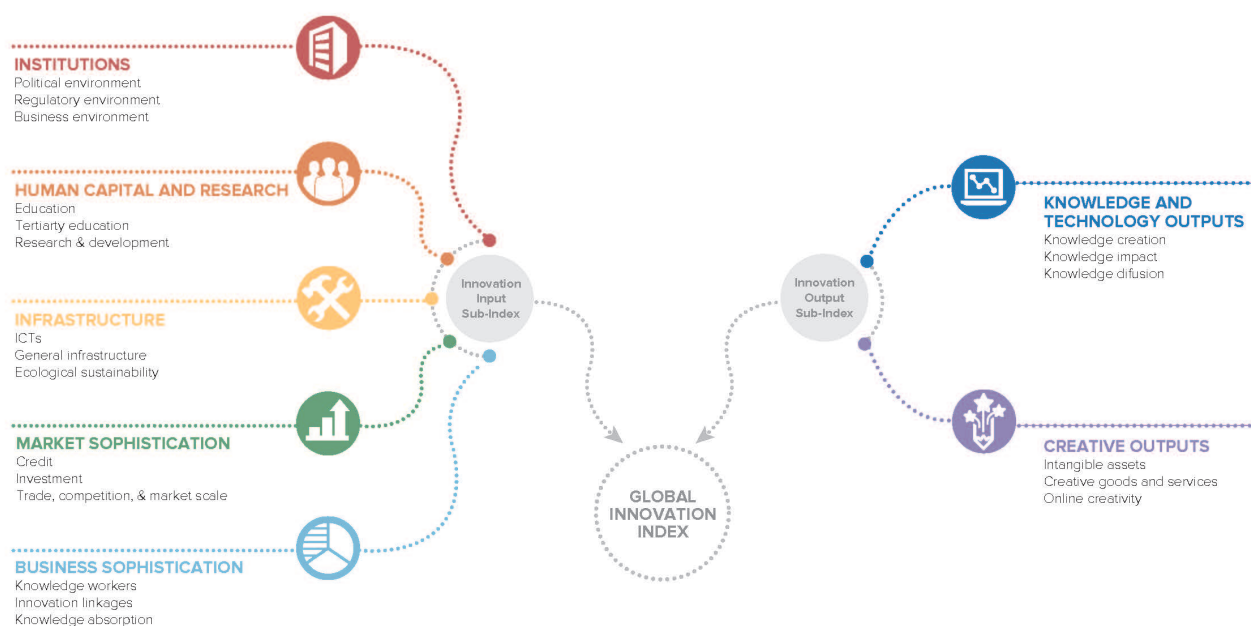 INSTITUTIONS
Political environment
Regulatory environment
Business environment
HUMAN CAPITAL AND RESEARCH
Education
Tertiarty education
Research & development
INFRASTRUCTURE
ICTs
General infrastructure
Ecological sustainability
MARKET SOPHISTICATION
Credit
Investment
Trade, competition, & market scale
BUSINESS SOPHISTICATION
Knowledge workers
Innovation linkages
Knowledge absorption
Innovation
Input
Sub-Index
GLOBAL
INNOVATION
INDEX
Innovation
Output
Sub-Index
KNOWLEDGE AND
TECHNOLOGY OUTPUTS
Knowledge creation
Knowledge impact
Knowledge difusion
CREATIVE OUTPUTS
Intangible assets
Creative goods and services
Online creativity